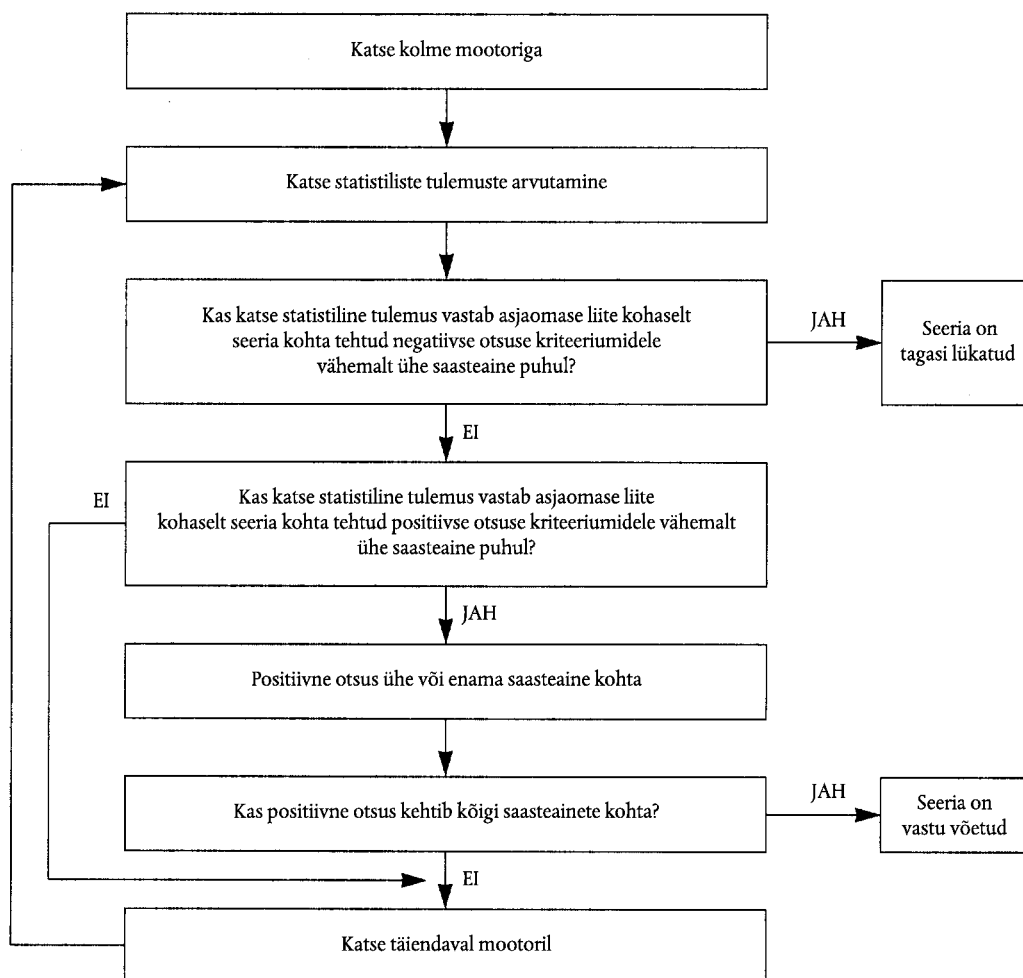 Katse kolme mootoriga
Katse statistiliste tulemuste arvutamine
Kas katse statistiline tulemus vastab asjaomase liite kohaselt
seeria kohta tehtud negatiivse otsuse kriteeriumidele
vähemalt ühe saasteaine puhul?
JAH
Seeria on
tagasi lükatud
EI
EI
Kas katse statistiline tulemus vastab asjaomase liite
kohaselt seeria kohta tehtud positiivse otsuse kriteeriumidele vähemalt
ühe saasteaine puhul?
JAH
Positiivne otsus ühe või enama saasteaine kohta
Kas positiivne otsus kehtib kõigi saasteainete kohta?
JAH
Seeria on
vastu võetud
EI
Katse täiendaval mootoril